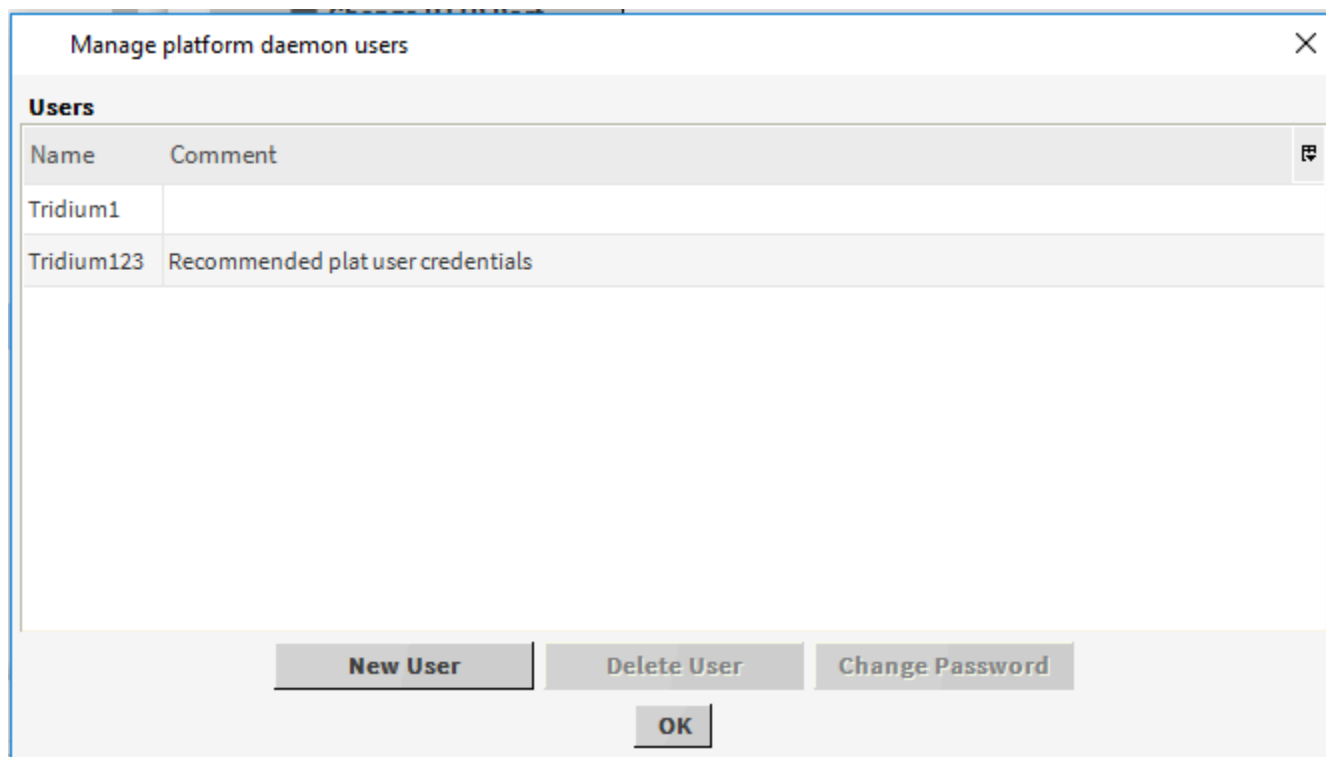 Manage platform daemon users
Users
Name Comment
Tridium1
Tridium123 Recommended plat user credentials
New User Delete User Change Password
OK